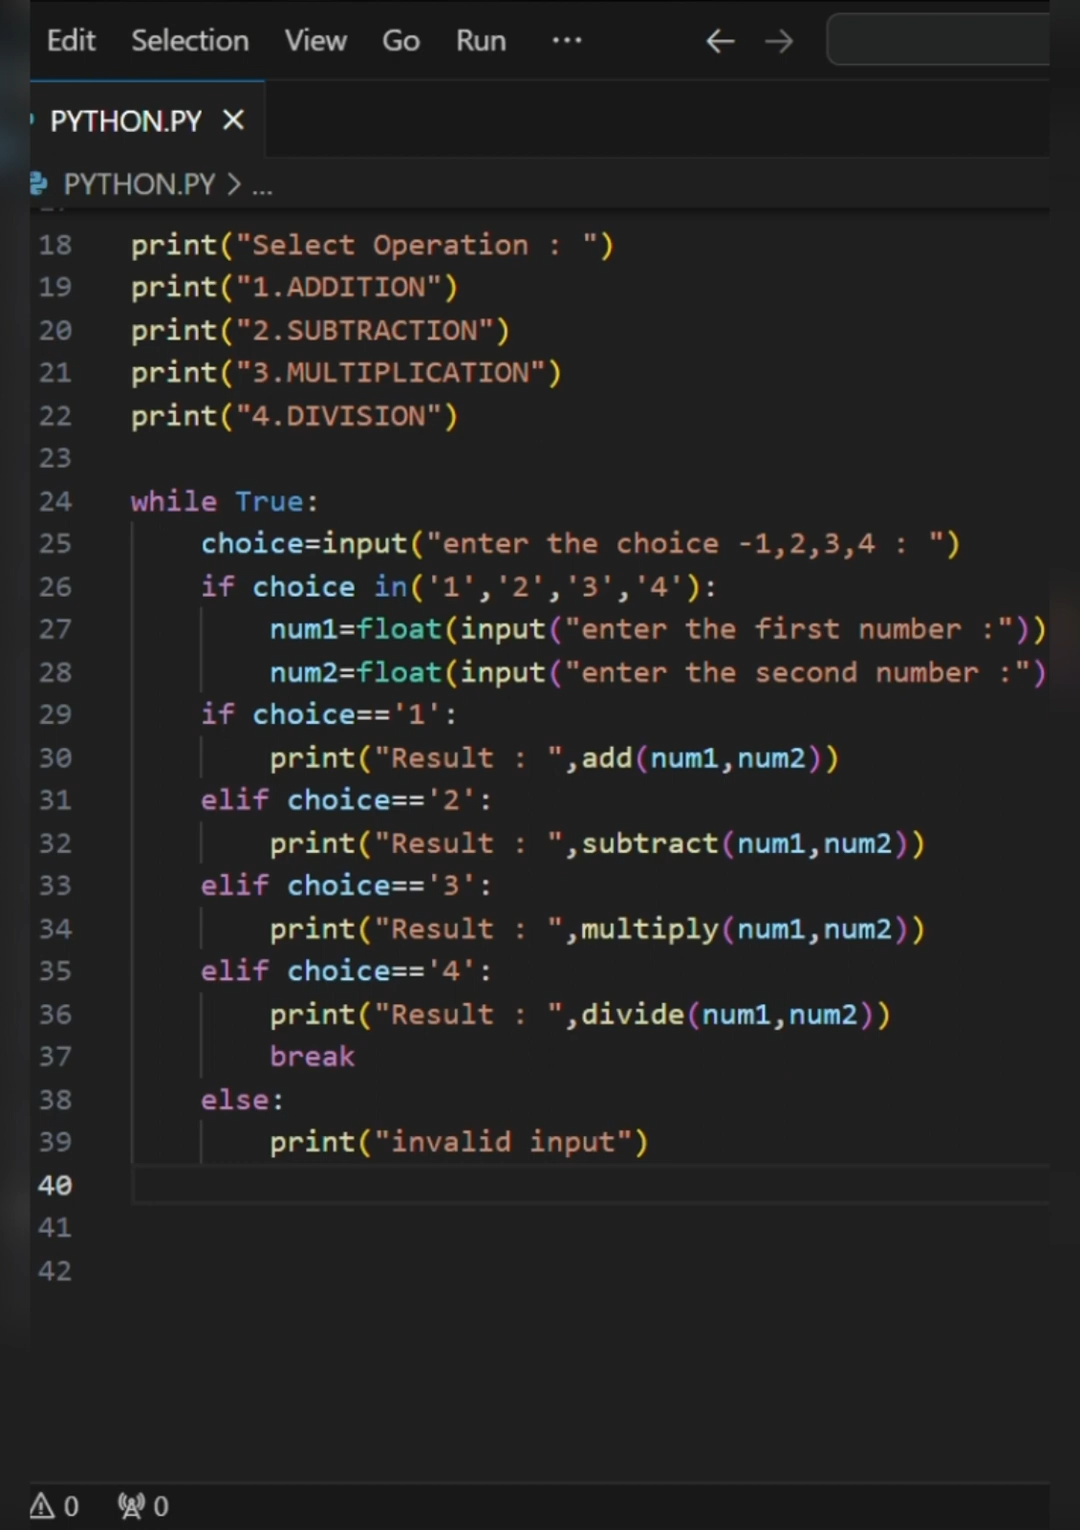 Edit Selection View Go Run ...
PYTHON.PY
PYTHON.PY > ...
18 print("Select Operation : ")
19 print("1.ADDITION")
20 print("2.SUBTRACTION")
21 print("3.MULTIPLICATION")
22 print("4.DIVISION")
23
24 while True:
25     choice=input("enter the choice -1,2,3,4 : ")
26     if choice in('1','2','3','4'):
27         num1=float(input("enter the first number :"))
28         num2=float(input("enter the second number :")
29     if choice=='1':
30         print("Result : ",add(num1,num2))
31     elif choice=='2':
32         print("Result : ",subtract(num1,num2))
33     elif choice=='3':
34         print("Result : ",multiply(num1,num2))
35     elif choice=='4':
36         print("Result : ",divide(num1,num2))
37         break
38     else:
39         print("invalid input")
40
41
42
0 0